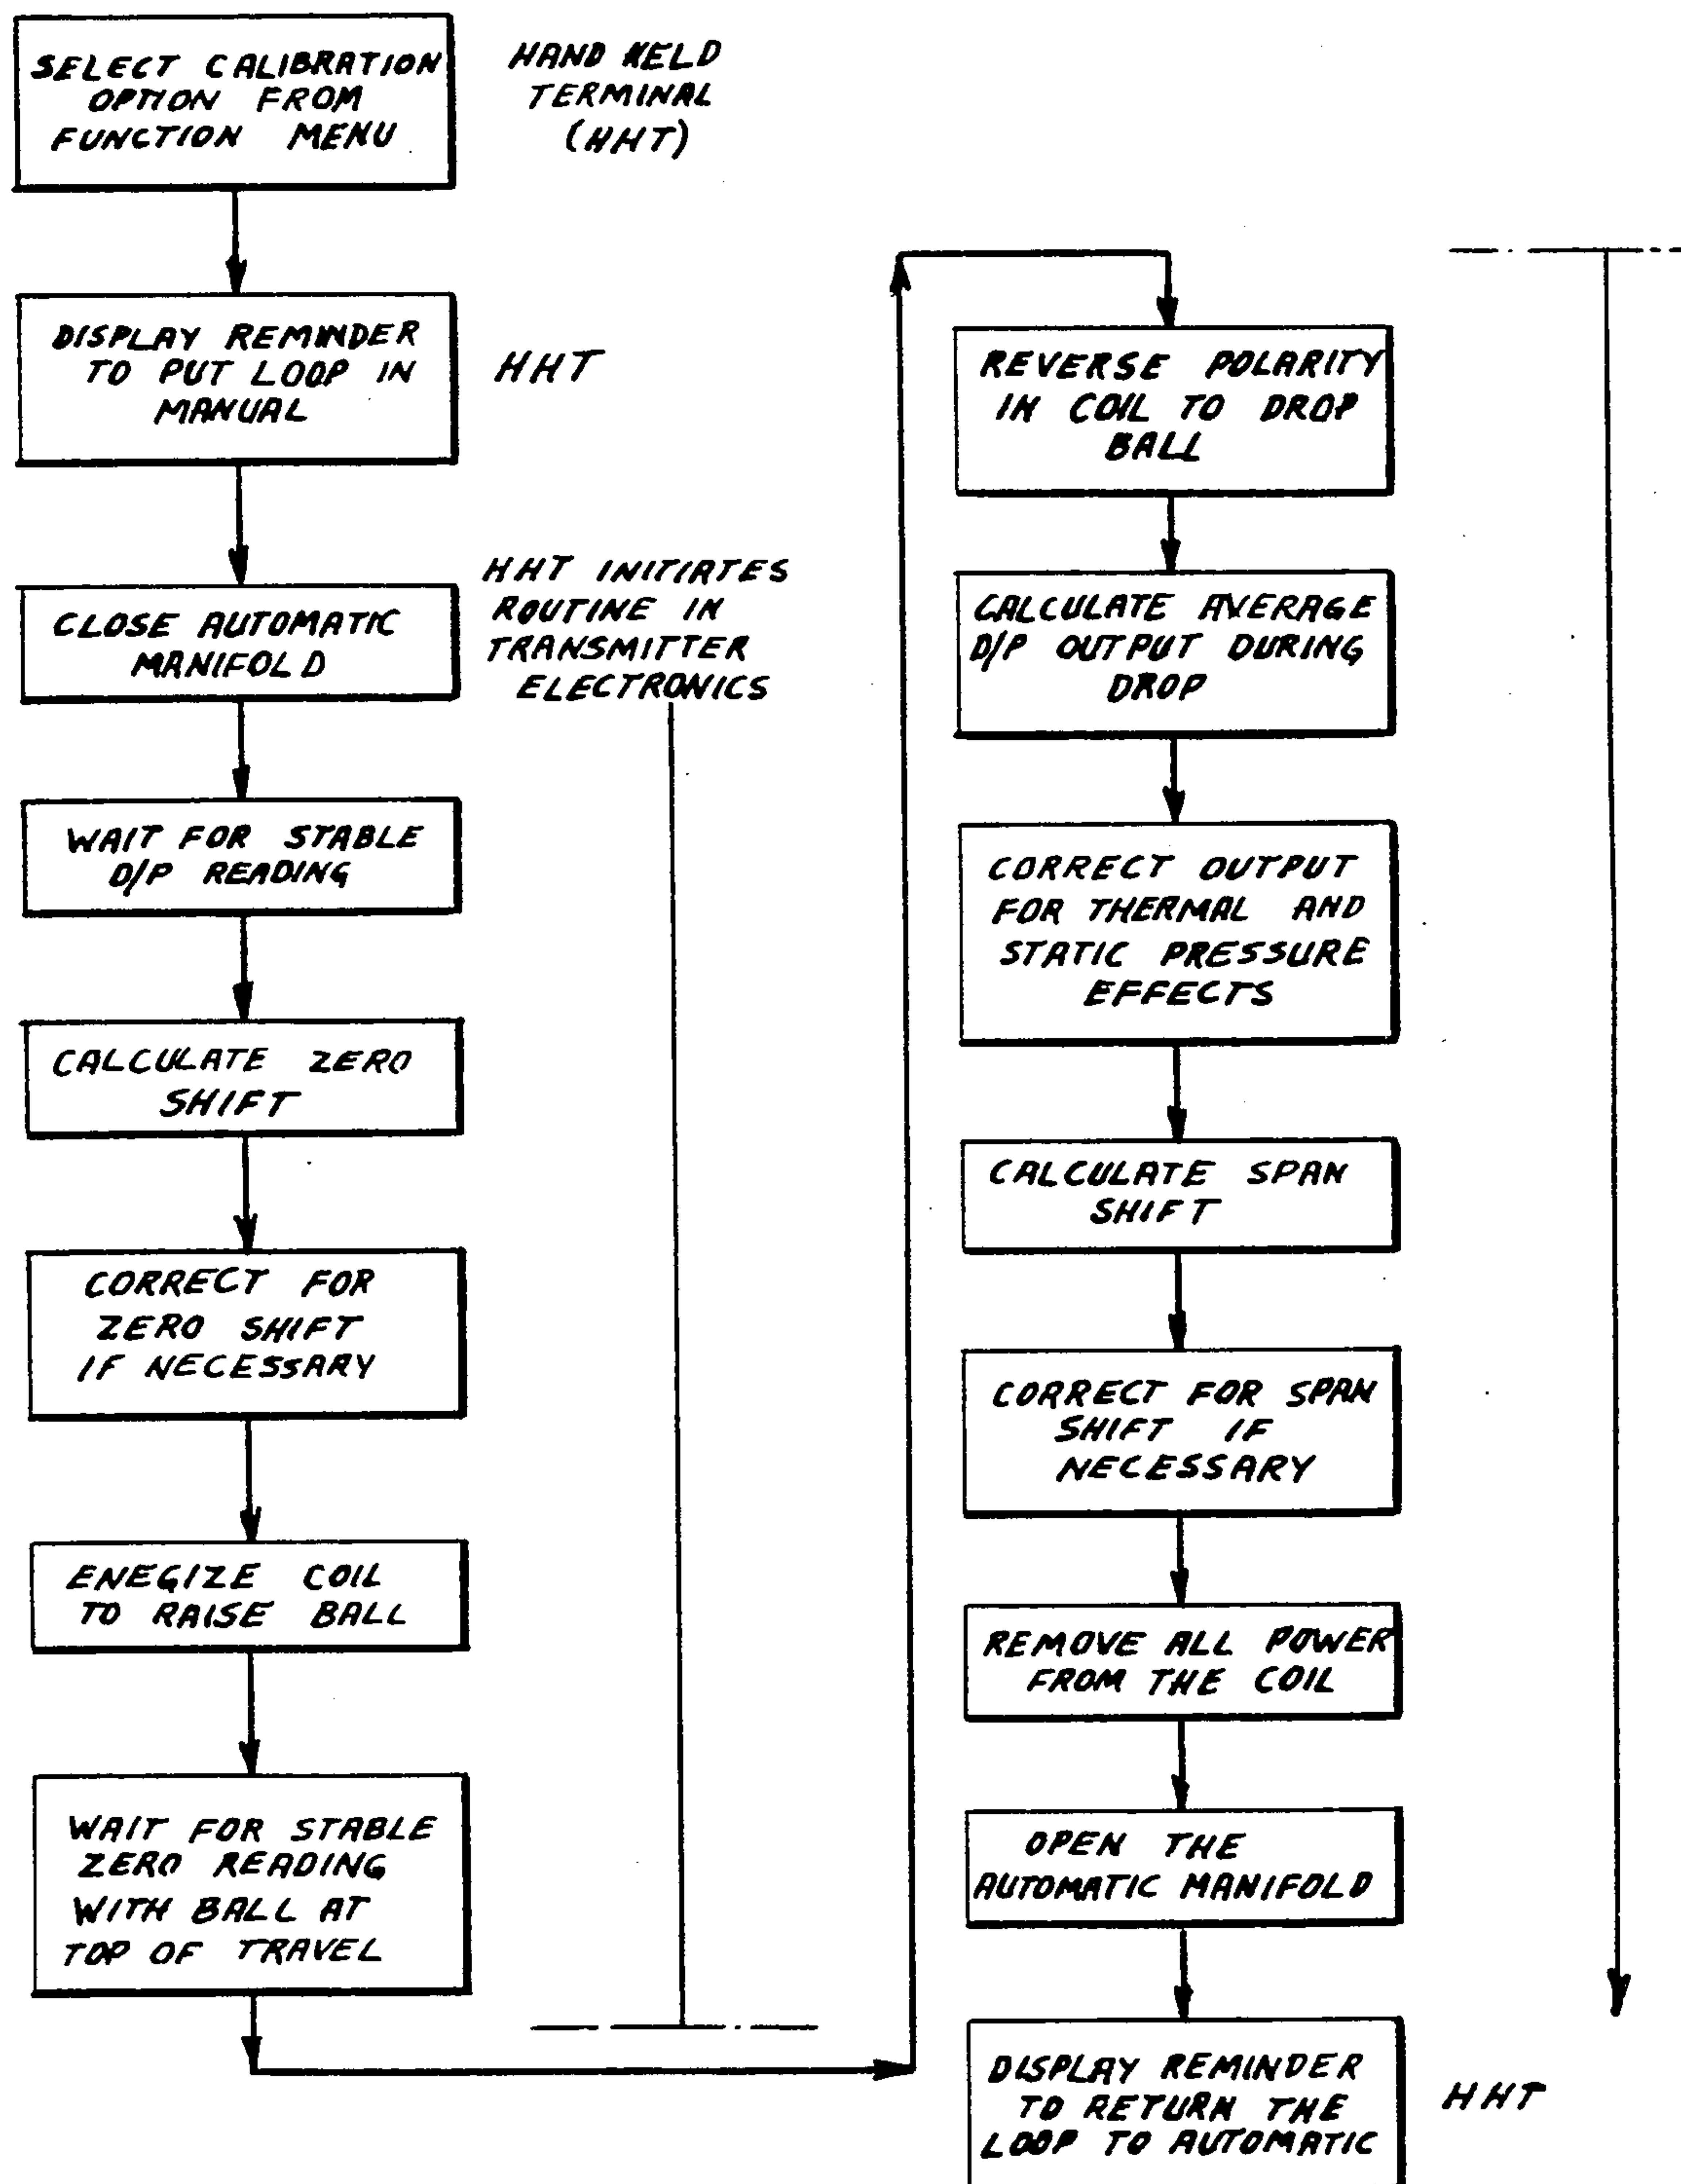 SELECT CALIBRATION
OPTION FROM
FUNCTION MENU
HAND HELD
TERMINAL
(HHT)
DISPLAY REMINDER
TO PUT LOOP IN
MANUAL
HHT
CLOSE AUTOMATIC
MANIFOLD
HHT INITIATES
ROUTINE IN
TRANSMITTER
ELECTRONICS
WAIT FOR STABLE
D/P READING
CALCULATE ZERO
SHIFT
CORRECT FOR
ZERO SHIFT
IF NECESSARY
ENEGIZE COIL
TO RAISE BALL
WAIT FOR STABLE
ZERO READING
WITH BALL AT
TOP OF TRAVEL
REVERSE POLARITY
IN COIL TO DROP
BALL
CALCULATE AVERAGE
D/P OUTPUT DURING
DROP
CORRECT OUTPUT
FOR THERMAL AND
STATIC PRESSURE
EFFECTS
CALCULATE SPAN
SHIFT
CORRECT FOR SPAN
SHIFT IF
NECESSARY
REMOVE ALL POWER
FROM THE COIL
OPEN THE
AUTOMATIC MANIFOLD
DISPLAY REMINDER
TO RETURN THE
LOOP TO AUTOMATIC
HHT